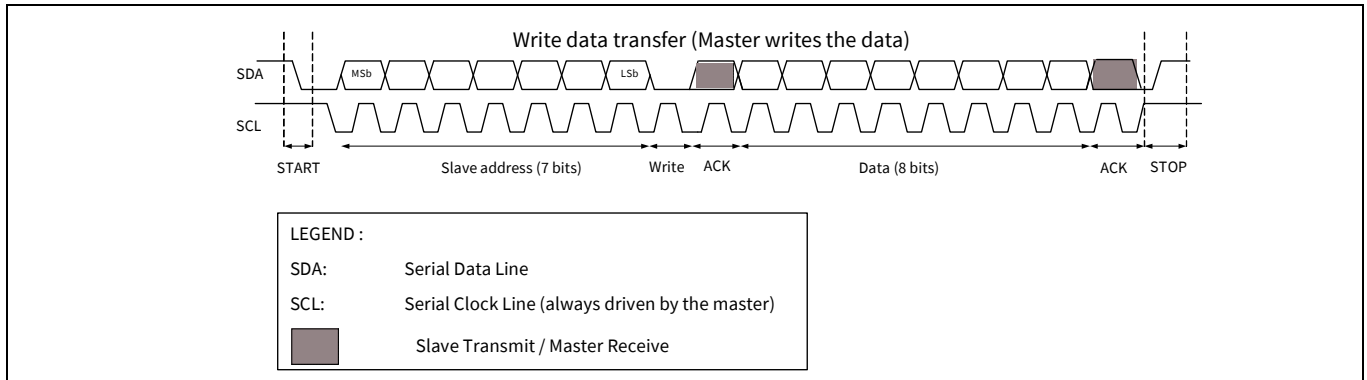 Write data transfer (Master writes the data)
SDA MSb LSb
SCL
START Slave address (7 bits) Write ACK Data (8 bits) ACK STOP
LEGEND :
SDA: Serial Data Line
SCL: Serial Clock Line (always driven by the master)
Slave Transmit / Master Receive